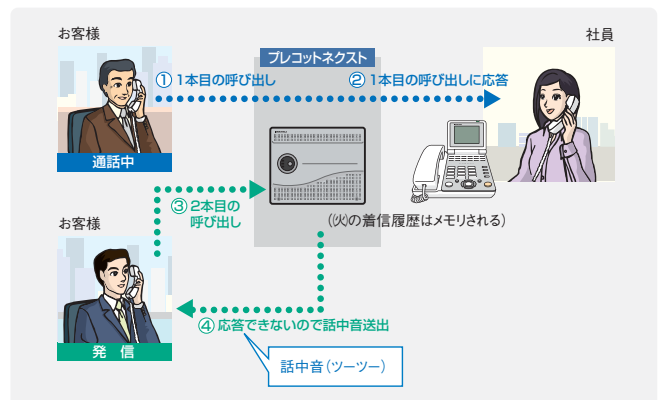 お客様
社員
プレコットネクスト
①1本目の呼び出し
②1本目の呼び出しに応答
通話中
③2本目の
呼び出し
の着信履歴はメモリされる）
お客様
④応答できないので話中音送出
発信
話中音（ツーツー）